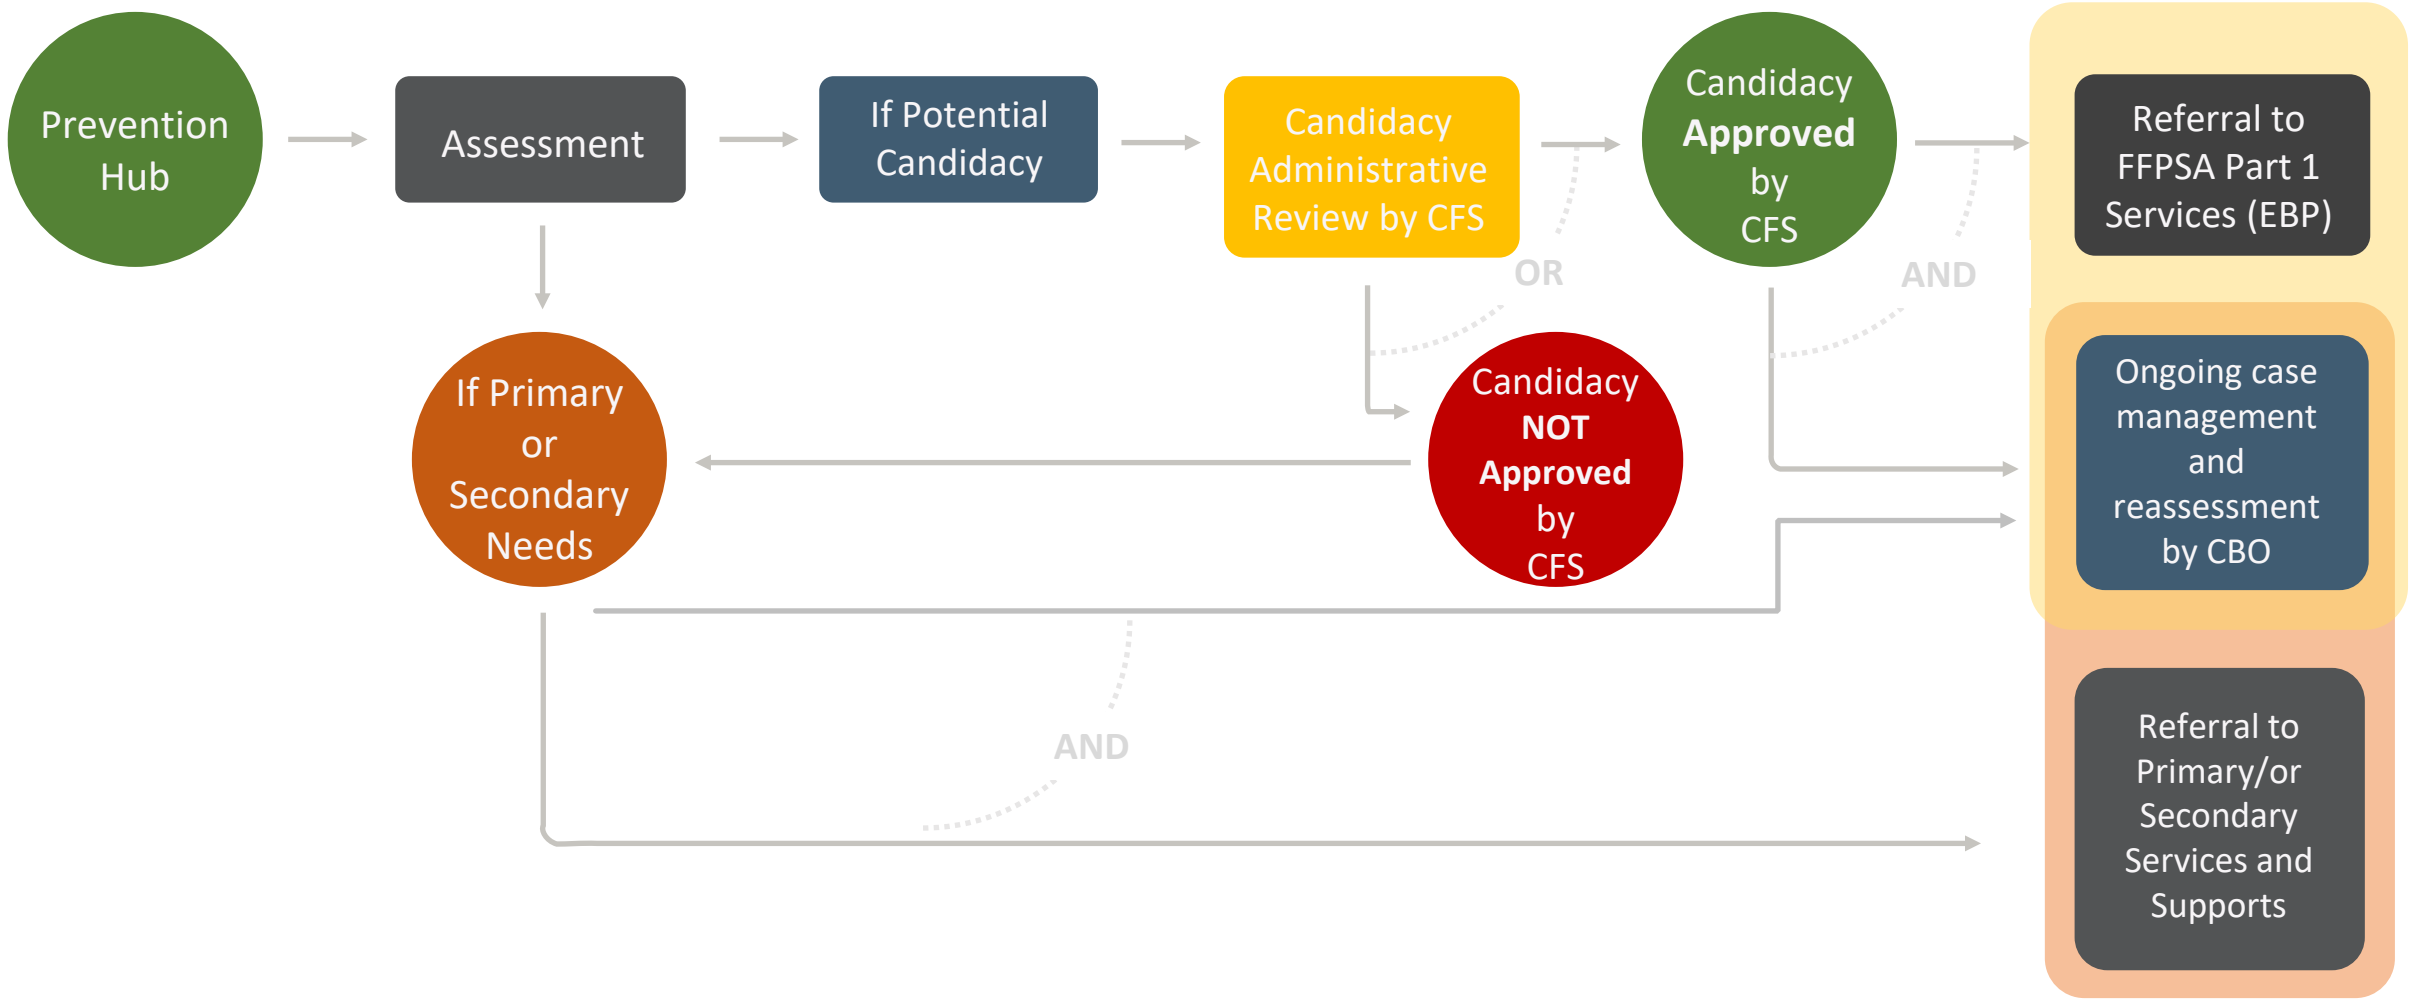 Prevention
Hub
Assessment
If Potential
Candidacy
Candidacy
Administrative
Review by CFS
OR
Candidacy
Approved
by
CFS
AND
Referral to
FFPSA Part 1
Services (EBP)
If Primary
or
Secondary
Needs
Candidacy
NOT
Approved
by
CFS
Ongoing case
management
and
reassessment
by CBO
AND
Referral to
Primary/or
Secondary
Services and
Supports